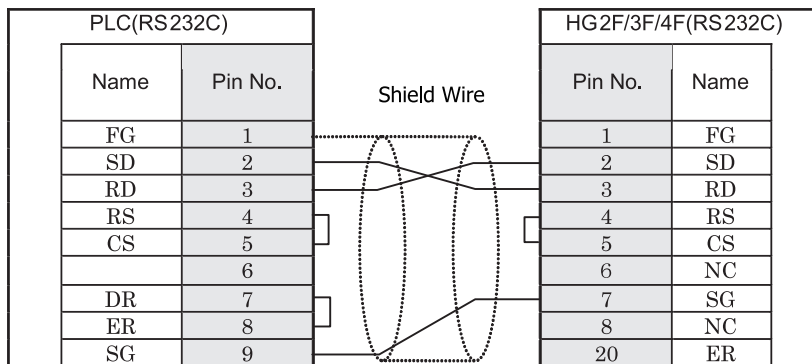 PLC(RS232C) HG2F/3F/4F(RS232C)
Name Pin No. Shield Wire Pin No. Name
FG 1 1 FG
SD 2 2 SD
RD 3 3 RD
RS 4 4 RS
CS 5 5 CS
6 6 NC
DR 7 7 SG
ER 8 8 NC
SG 9 20 ER